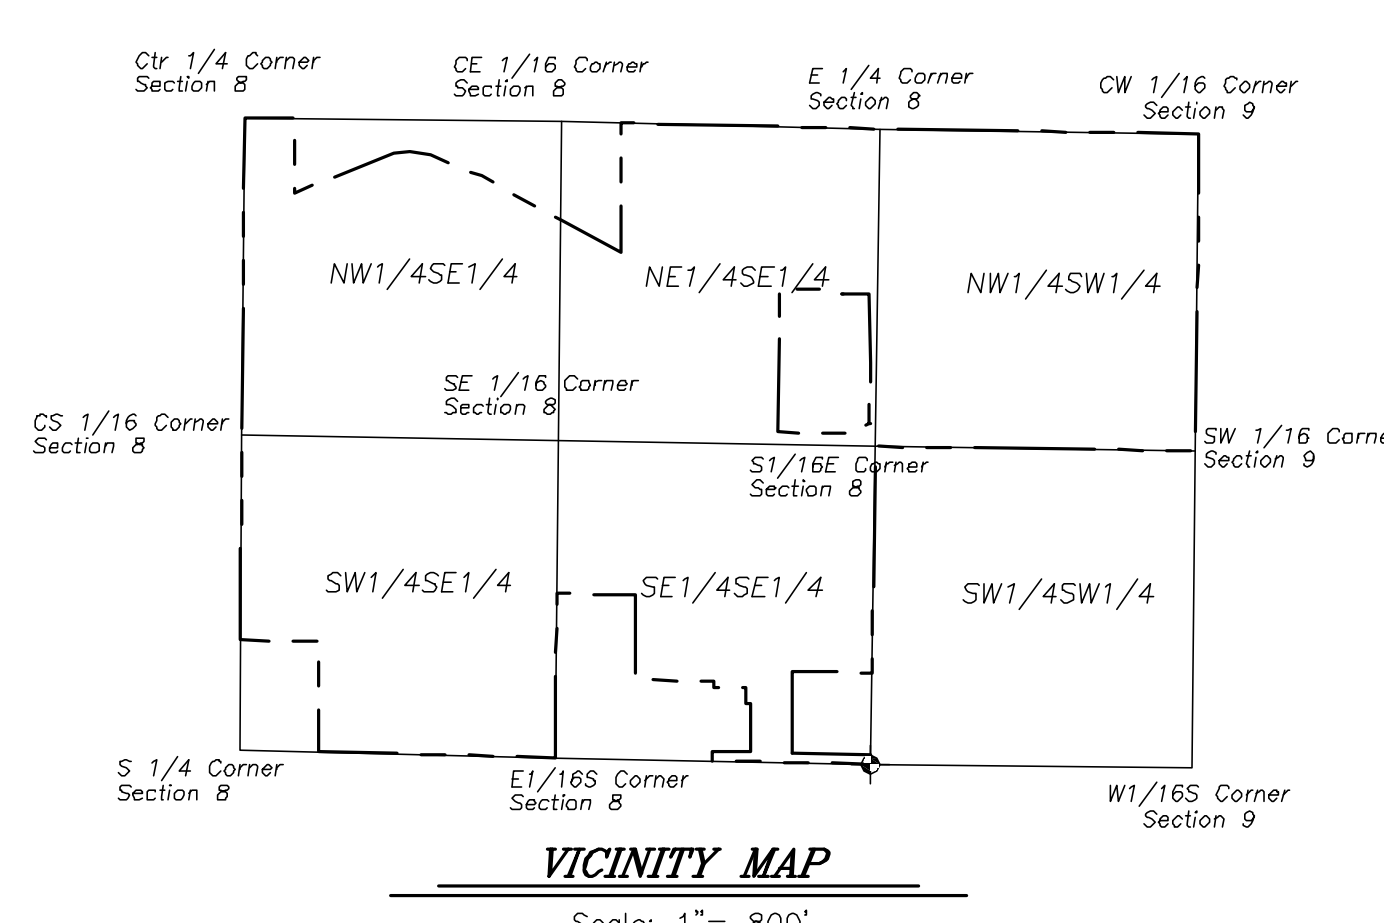 Ctr 1/4 Corner
Section 8
CE 1/16 Corner
Section 8
E 1/4 Corner
Section 8
CW 1/16 Corner
Section 9
NW1/4SE1/4
NE1/4SE1/4
NW1/4SW1/4
SE 1/16 Corner
Section 8
CS 1/16 Corner
Section 8
SW 1/16 Corne
Section 9
S1/16E Corner
Section 8
SW1/4SE1/4
SE1/4SE1/4
SW1/4SW1/4
S 1/4 Corner
Section 8
E1/16S Corner
Section 8
W1/16S Corner
Section 9
VICINITY MAP
Scale: 1"= 800'